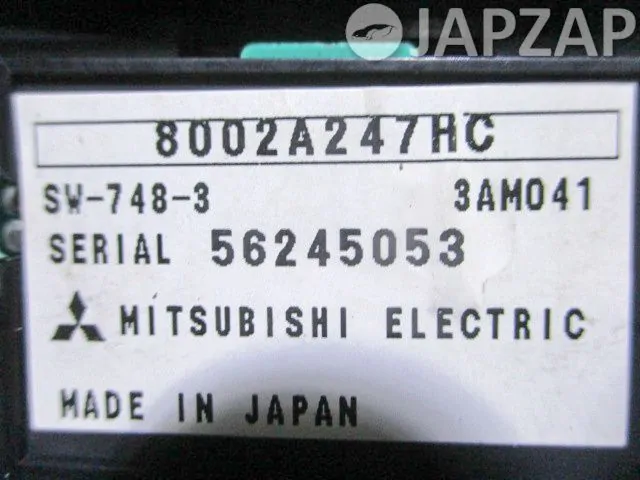 JAPZAP
8002A247HC
SW-748-3 3AM041
SERIAL 56245053
MITSUBISHI ELECTRIC
MADE IN JAPAN